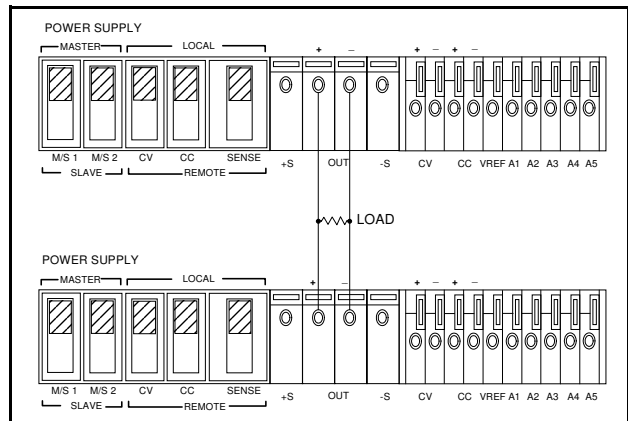 POWER SUPPLY
MASTER LOCAL
+ − + − + −
M/S 1 M/S 2 CV CC SENSE +S OUT -S CV CC VREF A1 A2 A3 A4 A5
SLAVE REMOTE
LOAD
POWER SUPPLY
MASTER LOCAL
+ − + − + −
M/S 1 M/S 2 CV CC SENSE +S OUT -S CV CC VREF A1 A2 A3 A4 A5
SLAVE REMOTE